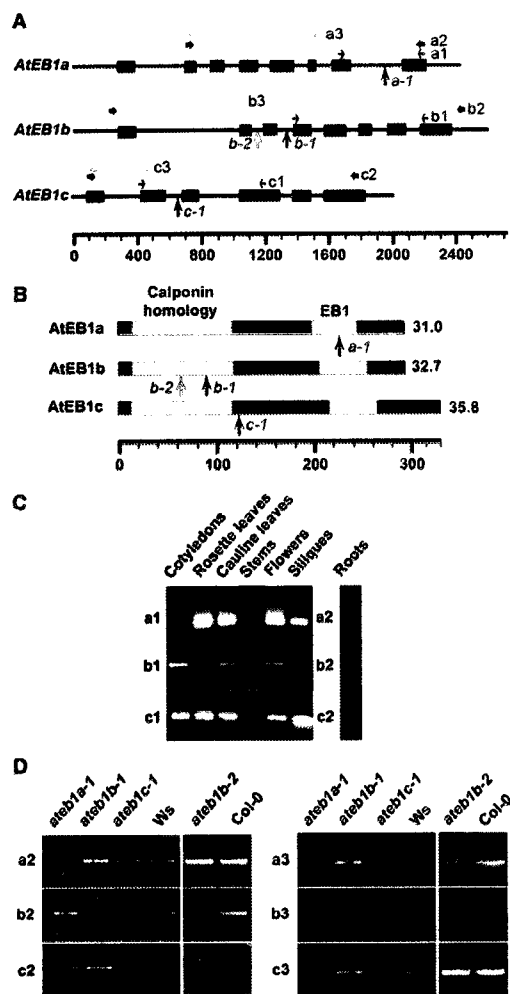 A
a3
a2
a1
AtEB1a
a-1
b3
b2
b1
AtEB1b
b-2 b-1
c3
c2
c1
AtEB1c
c-1
0 400 800 1200 1600 2000 2400
B
Calponin homology
EB1
AtEB1a 31.0
a-1
AtEB1b 32.7
b-2 b-1
AtEB1c 35.8
c-1
0 100 200 300
C
Cotyledons
Rosette leaves
Cauline leaves
Stems
Flowers
Siliques
Roots
a1 a2
b1 b2
c1 c2
D
ateb1a-1 ateb1b-1 ateb1c-1 Ws ateb1b-2 Col-0
a2
b2
c2
ateb1a-1 ateb1b-1 ateb1c-1 Ws ateb1b-2 Col-0
a3
b3
c3